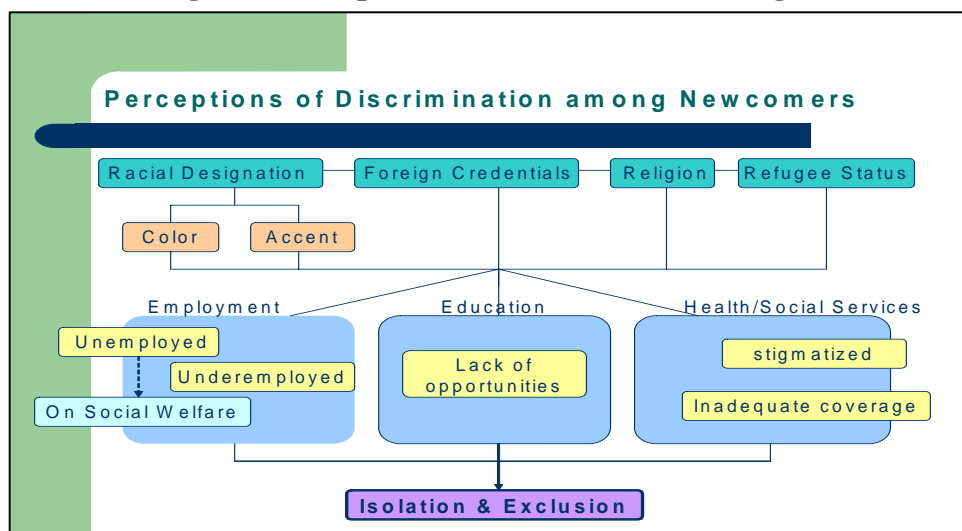 Perceptions of Discrimination among Newcomers
Racial Designation
Foreign Credentials
Religion
Refugee Status
Color
Accent
Employment
Education
Health/Social Services
Unemployed
Underemployed
On Social Welfare
Lack of
opportunities
stigmatized
Inadequate coverage
Isolation & Exclusion